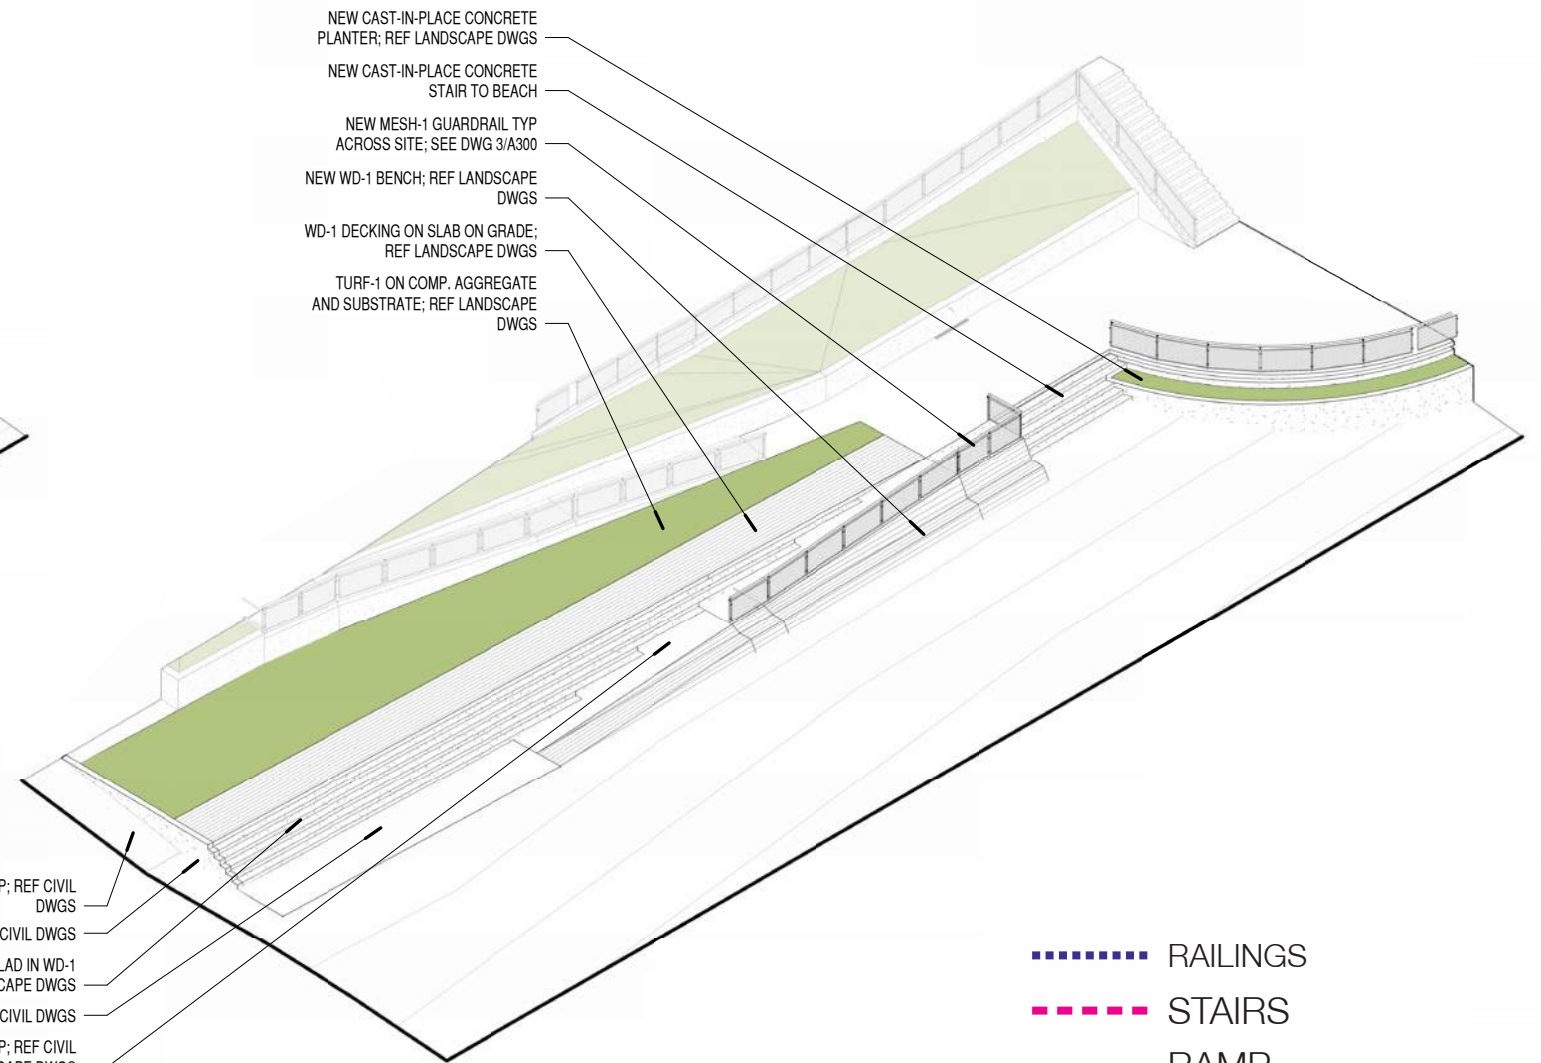 NEW CAST-IN-PLACE CONCRETE
PLANTER; REF LANDSCAPE DWGS
NEW CAST-IN-PLACE CONCRETE
STAIR TO BEACH
NEW MESH-1 GUARDRAIL TYP
ACROSS SITE; SEE DWG 3/A300
NEW WD-1 BENCH; REF LANDSCAPE
DWGS
WD-1 DECKING ON SLAB ON GRADE;
REF LANDSCAPE DWGS
TURF-1 ON COMP. AGGREGATE
AND SUBSTRATE; REF LANDSCAPE
DWGS
; REF CIVIL
DWGS
CIVIL DWGS
IN WD-1
DWGS
CIVIL DWGS
; REF CIVIL
RAILINGS
STAIRS
RAMP